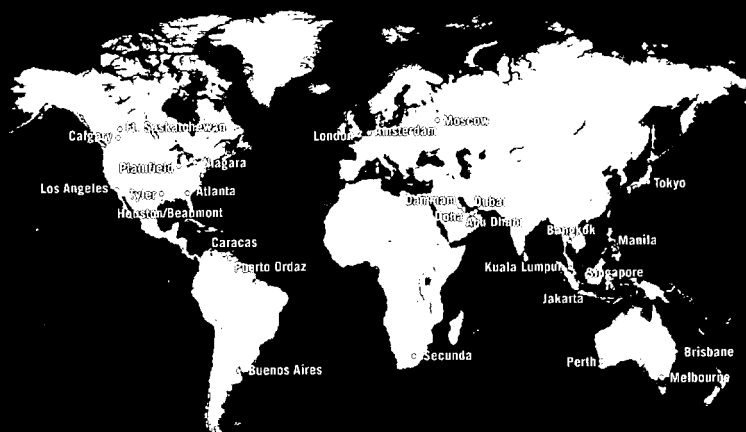 Ft. Saskatchewan
Calgary
London
Amsterdam
Moscow
Plainfield
Niagara
Los Angeles
Tyler
Atlanta
Houston/Beaumont
Tokyo
Dammam
Dubai
Doha
Abu Dhabi
Bangkok
Manila
Caracas
Puerto Ordaz
Kuala Lumpur
Singapore
Jakarta
Buenos Aires
Secunda
Perth
Brisbane
Melbourne